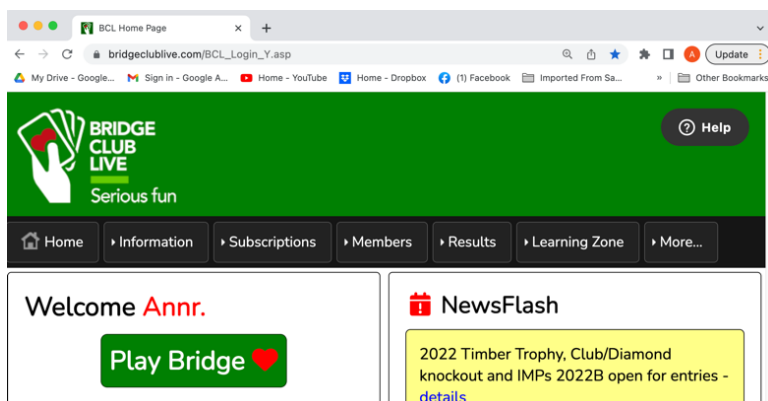 BCL Home Page
bridgeclublive.com/BCL_Login_Y.asp
A
Update
My Drive - Google...
Sign in - Google A...
Home - YouTube
Home - Dropbox
(1) Facebook
Imported From Sa...
»
Other Bookmarks
BRIDGE
CLUB
LIVE
Serious fun
? Help
Home
Information
Subscriptions
Members
Results
Learning Zone
More...
Welcome Annr.
Play Bridge
NewsFlash
2022 Timber Trophy, Club/Diamond
knockout and IMPs 2022B open for entries -
details